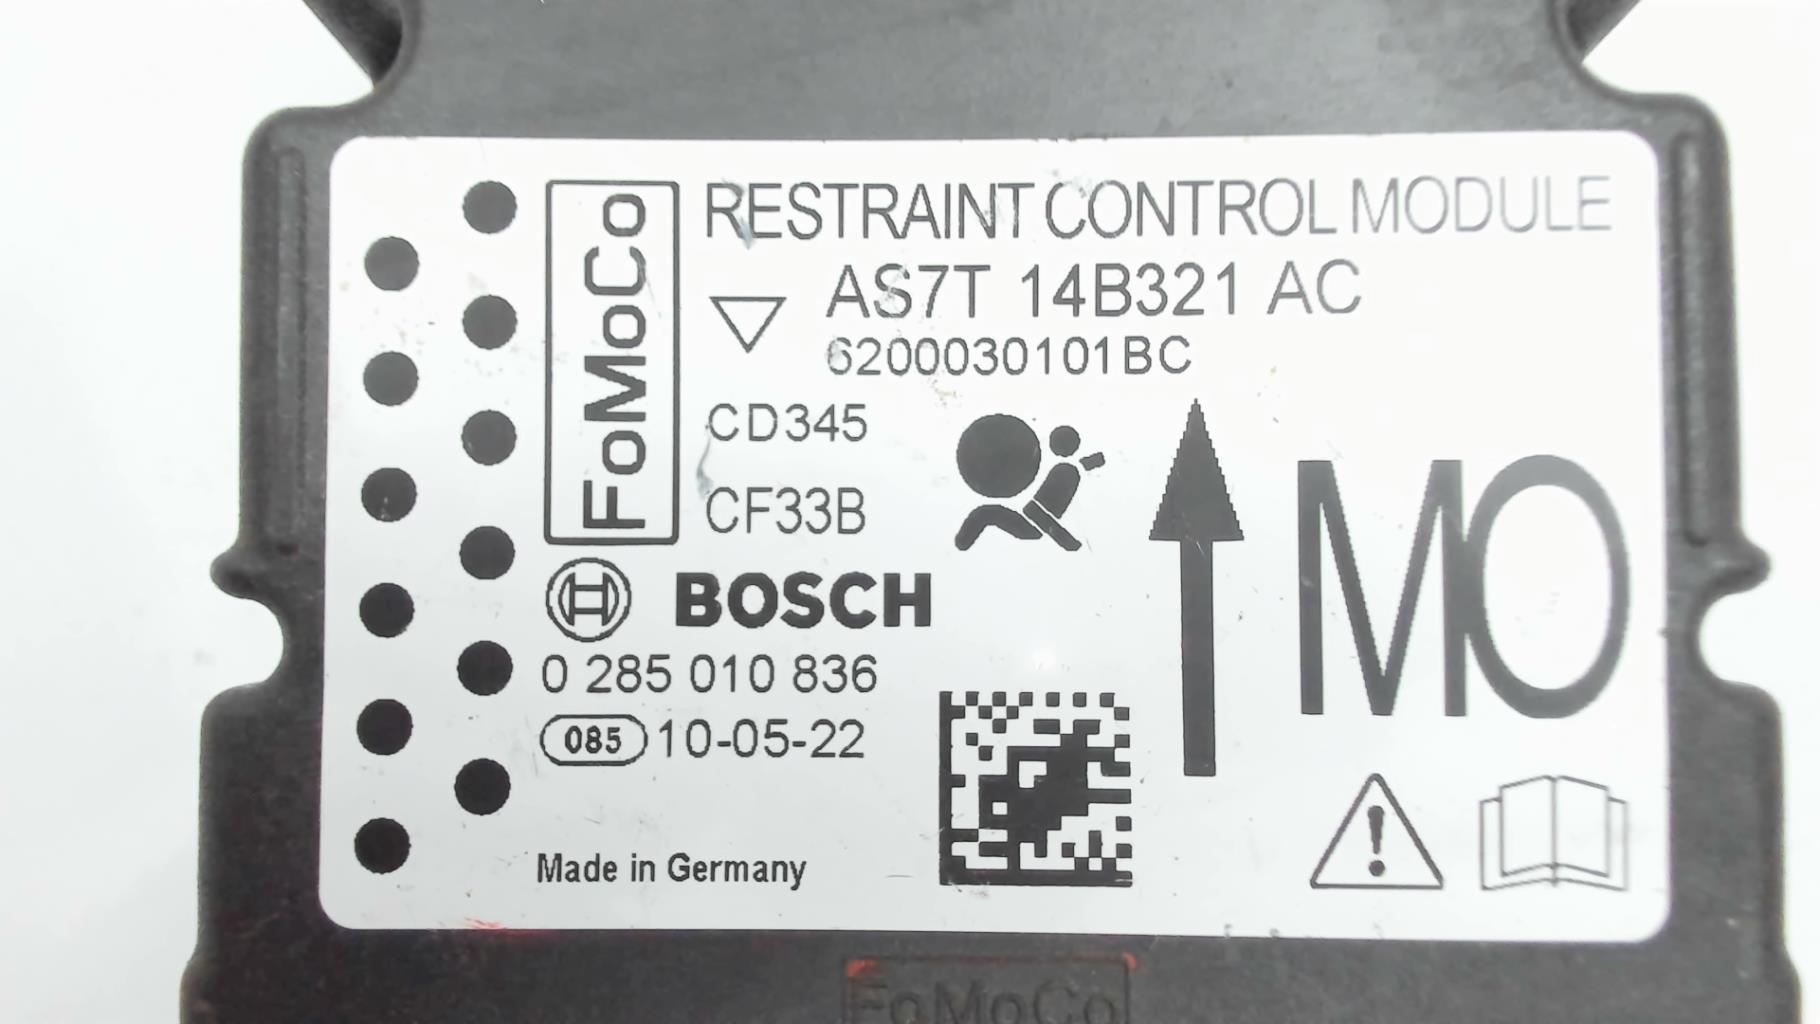 FoMoCo
RESTRAINT CONTROL MODULE
AS7T 14B321 AC
6200030101BC
CD345
CF33B
MO
BOSCH
0 285 010 836
085 10-05-22
Made in Germany
FoMoCo